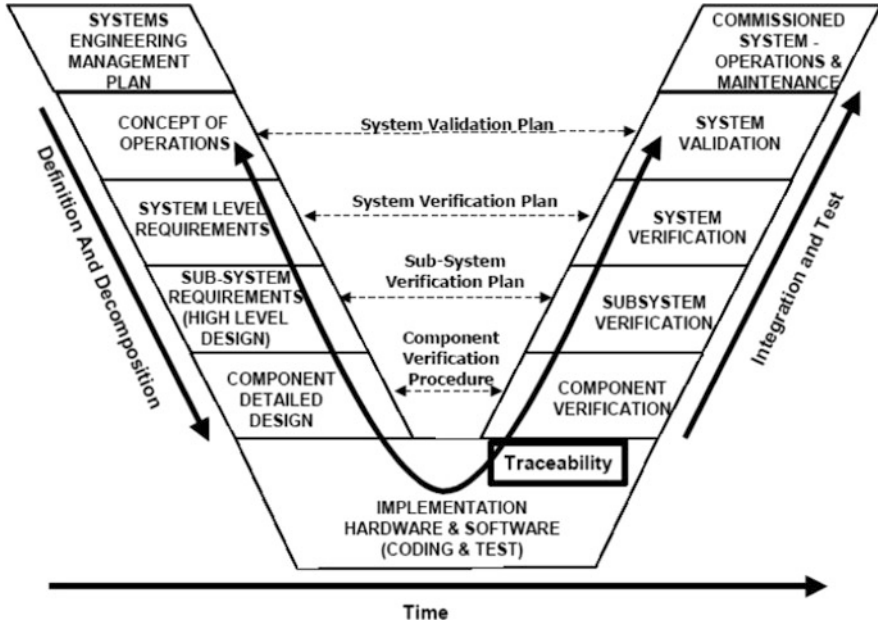 SYSTEMS
ENGINEERING
MANAGEMENT
PLAN
COMMISSIONED
SYSTEM -
OPERATIONS &
MAINTENANCE
CONCEPT OF
OPERATIONS
System Validation Plan
SYSTEM
VALIDATION
SYSTEM LEVEL
REQUIREMENTS
System Verification Plan
SYSTEM
VERIFICATION
SUB-SYSTEM
REQUIREMENTS
(HIGH LEVEL
DESIGN)
Sub-System
Verification Plan
SUBSYSTEM
VERIFICATION
COMPONENT
DETAILED
DESIGN
Component
Verification
Procedure
COMPONENT
VERIFICATION
Definition And Decomposition
Integration and Test
Traceability
IMPLEMENTATION
HARDWARE & SOFTWARE
(CODING & TEST)
Time